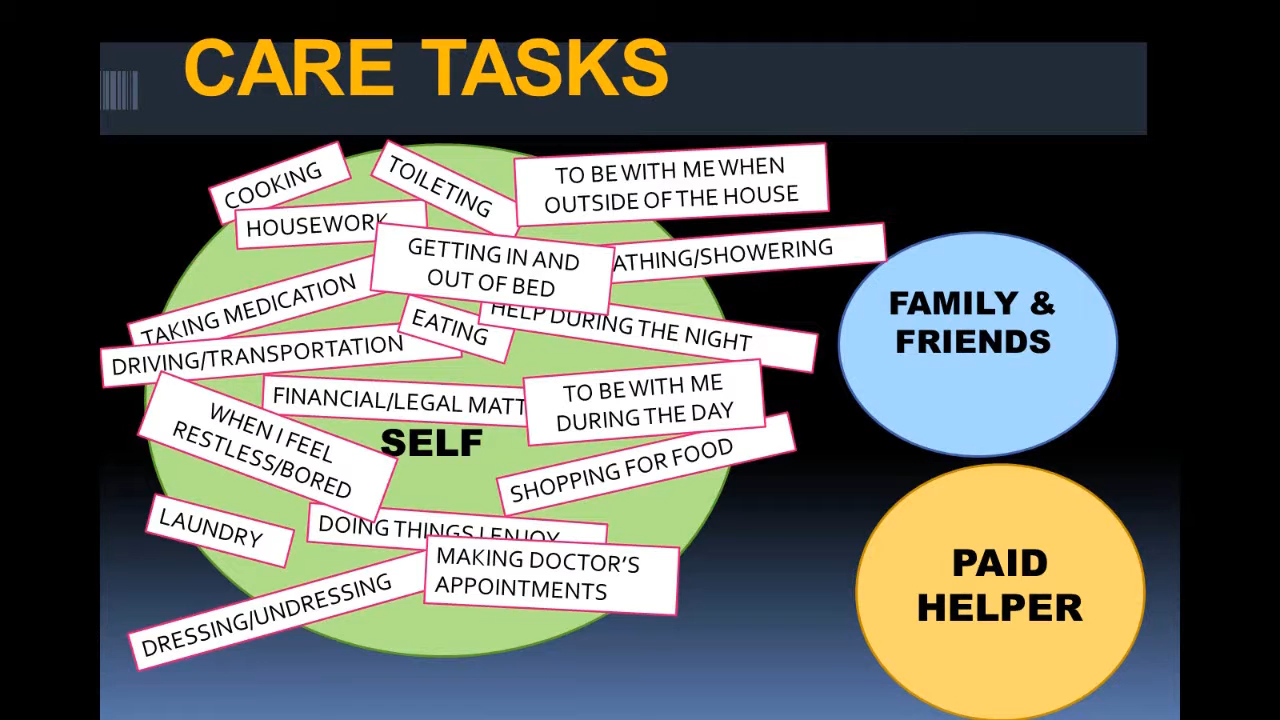 CARE TASKS
COOKING
TOILETING
TO BE WITH ME WHEN
OUTSIDE OF THE HOUSE
HOUSEWORK
GETTING IN AND
OUT OF BED
ATHING/SHOWERING
TAKING MEDICATION
EATING
HELP DURING THE NIGHT
DRIVING/TRANSPORTATION
FINANCIAL/LEGAL MATT
TO BE WITH ME
DURING THE DAY
WHEN I FEEL
RESTLESS/BORED
SELF
SHOPPING FOR FOOD
LAUNDRY
DOING THINGS I ENJOY
MAKING DOCTOR'S
APPOINTMENTS
DRESSING/UNDRESSING
FAMILY &
FRIENDS
PAID
HELPER